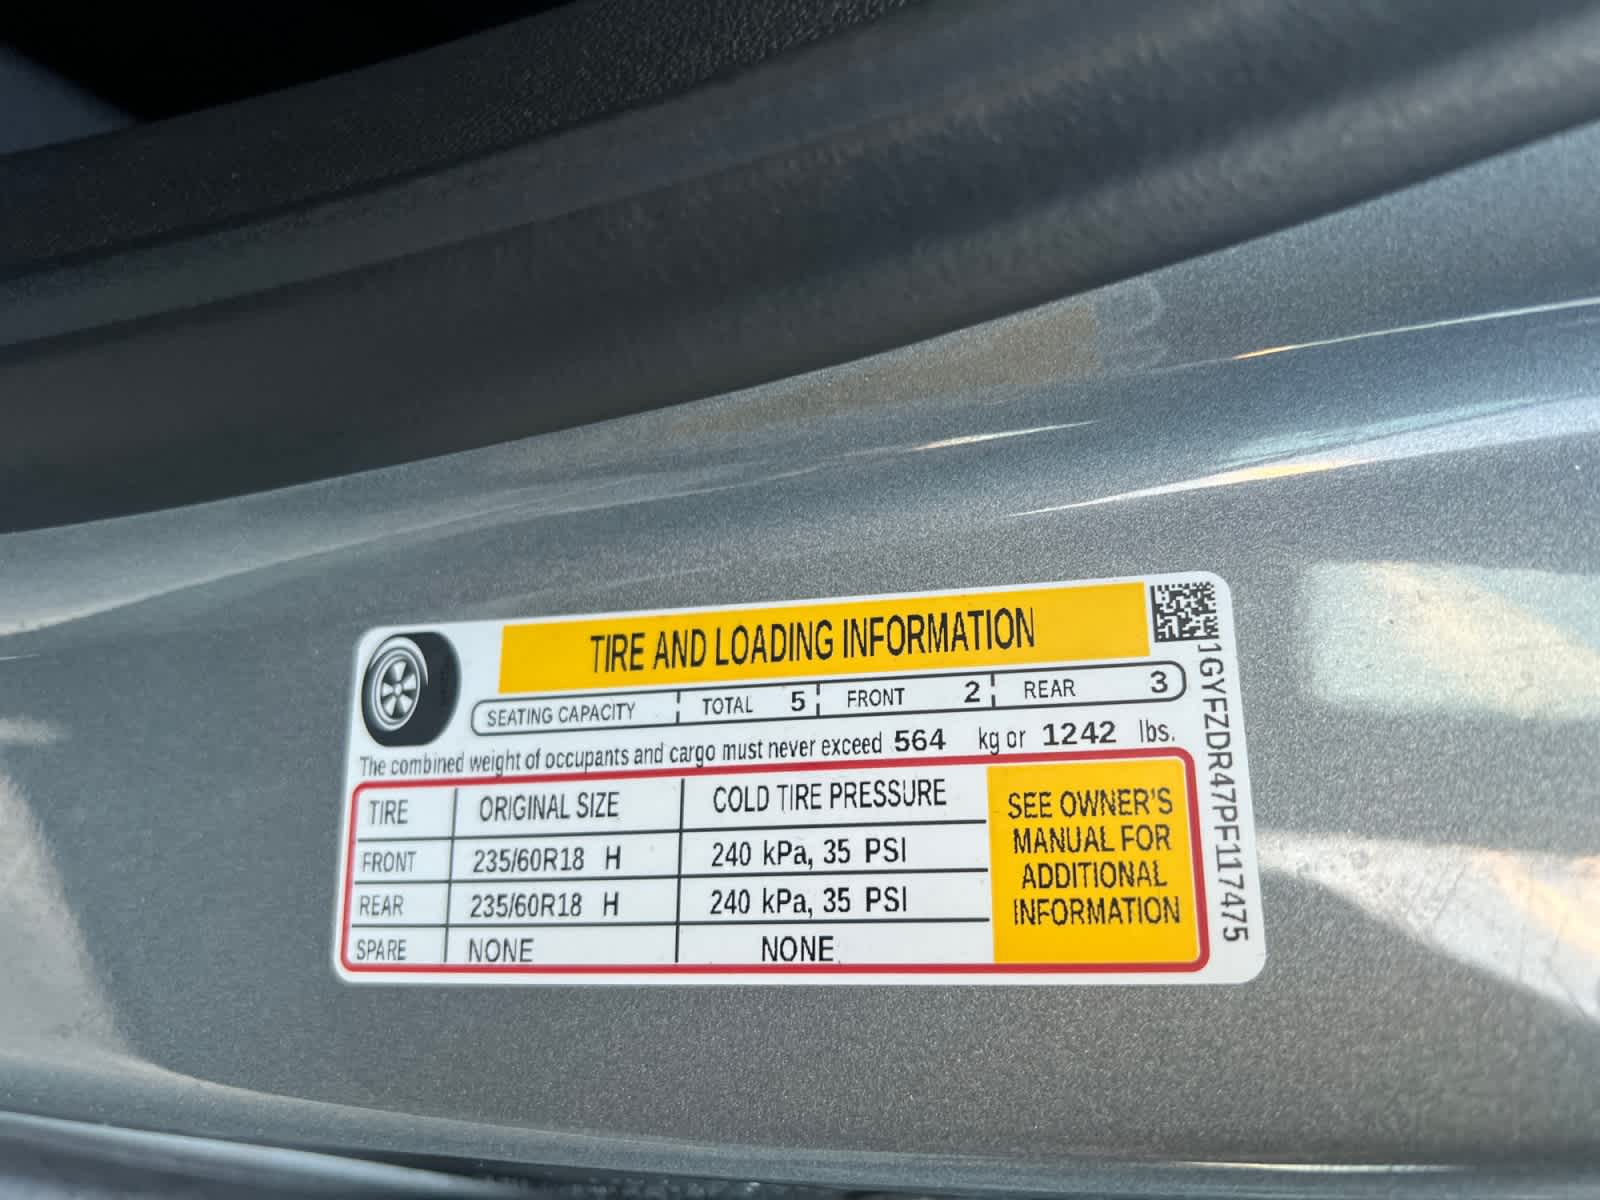 TIRE AND LOADING INFORMATION
SEATING CAPACITY TOTAL 5 FRONT 2 REAR 3
The combined weight of occupants and cargo must never exceed 564 kg or 1242 lbs.
TIRE ORIGINAL SIZE COLD TIRE PRESSURE
FRONT 235/60R18 H 240 kPa, 35 PSI
REAR 235/60R18 H 240 kPa, 35 PSI
SPARE NONE NONE
SEE OWNER'S
MANUAL FOR
ADDITIONAL
INFORMATION
1GYFZDR47PF117475